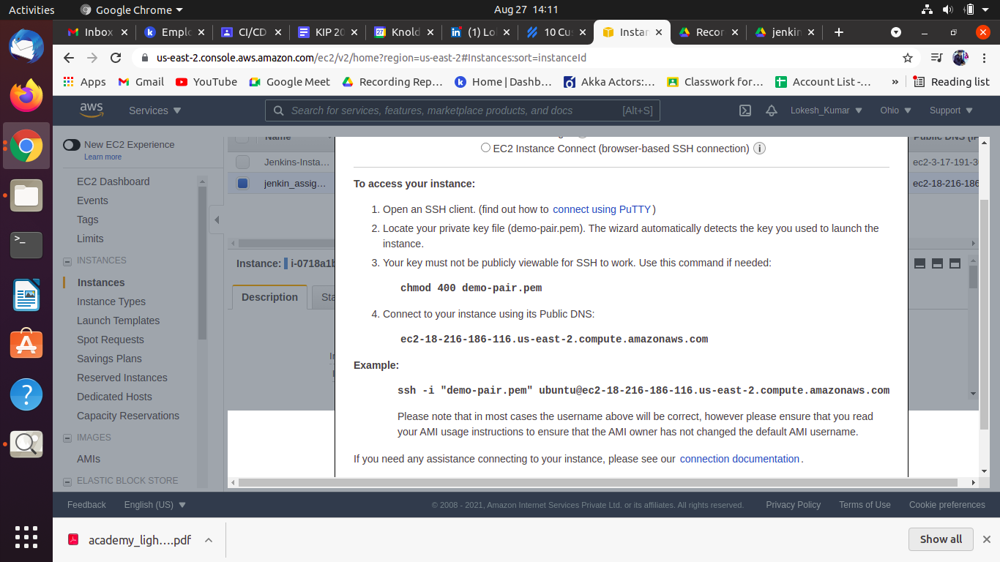 Activities
Google Chrome
Aug 27 14:11
Inbox
Emplo
CI/CD
KIP 20
27
Knold
(1) Lo
10 Cu
Instan
Recor
jenkin
us-east-2.console.aws.amazon.com/ec2/v2/home?region=us-east-2#Instances:sort=instanceId
Apps
Gmail
YouTube
Google Meet
Recording Rep…
Home | Dashb…
Akka Actors:…
Classwork for…
Account List -…
»
Reading list
aws
Services
Search for services, features, marketplace products, and docs
[Alt+S]
Lokesh_Kumar
Ohio
Support
New EC2 Experience
Learn more
EC2 Dashboard
Events
Tags
Limits
INSTANCES
Instances
Instance Types
Launch Templates
Spot Requests
Savings Plans
Reserved Instances
Dedicated Hosts
Capacity Reservations
IMAGES
AMIs
ELASTIC BLOCK STORE
Name
Public DNS (IP
Jenkins-Insta…
ec2-3-17-191-3
jenkin_assig…
ec2-18-216-186
Instance:
i-0718a1b
Description
Sta
EC2 Instance Connect (browser-based SSH connection)
To access your instance:
1. Open an SSH client. (find out how to connect using PuTTY)
2. Locate your private key file (demo-pair.pem). The wizard automatically detects the key you used to launch the
instance.
3. Your key must not be publicly viewable for SSH to work. Use this command if needed:
chmod 400 demo-pair.pem
4. Connect to your instance using its Public DNS:
ec2-18-216-186-116.us-east-2.compute.amazonaws.com
Example:
ssh -i "demo-pair.pem" ubuntu@ec2-18-216-186-116.us-east-2.compute.amazonaws.com
Please note that in most cases the username above will be correct, however please ensure that you read
your AMI usage instructions to ensure that the AMI owner has not changed the default AMI username.
If you need any assistance connecting to your instance, please see our connection documentation.
Feedback
English (US)
© 2008 - 2021, Amazon Internet Services Private Ltd. or its affiliates. All rights reserved.
Privacy Policy
Terms of Use
Cookie preferences
academy_ligh….pdf
Show all